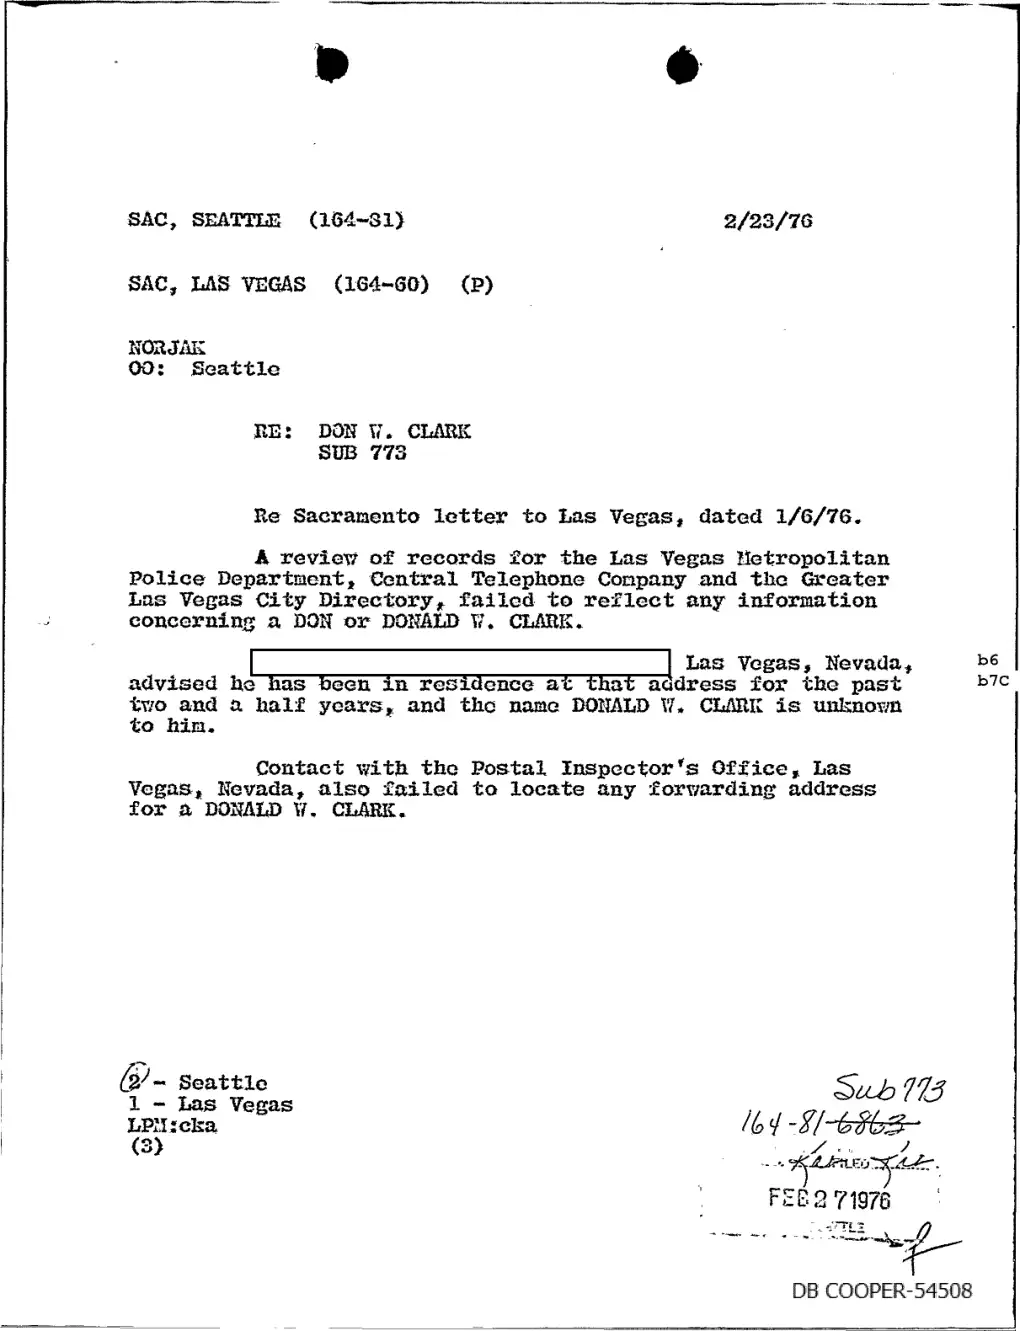 SAC, SEATTLE (164-81) 2/23/76
SAC, LAS VEGAS (164-60) (P)
NORJAK
OO: Seattle
RE: DON W. CLARK
SUB 773
Re Sacramento letter to Las Vegas, dated 1/6/76.
A review of records for the Las Vegas Metropolitan
Police Department, Central Telephone Company and the Greater
Las Vegas City Directory, failed to reflect any information
concerning a DON or DONALD W. CLARK.
Las Vegas, Nevada, b6
advised he has been in residence at that address for the past b7C
two and a half years, and the name DONALD W. CLARK is unknown
to him.
Contact with the Postal Inspector's Office, Las
Vegas, Nevada, also failed to locate any forwarding address
for a DONALD W. CLARK.
2 - Seattle
1 - Las Vegas
LPM:cka
(3)
Sub 773
164-81-6863
FEB 27 1976
DB COOPER-54508